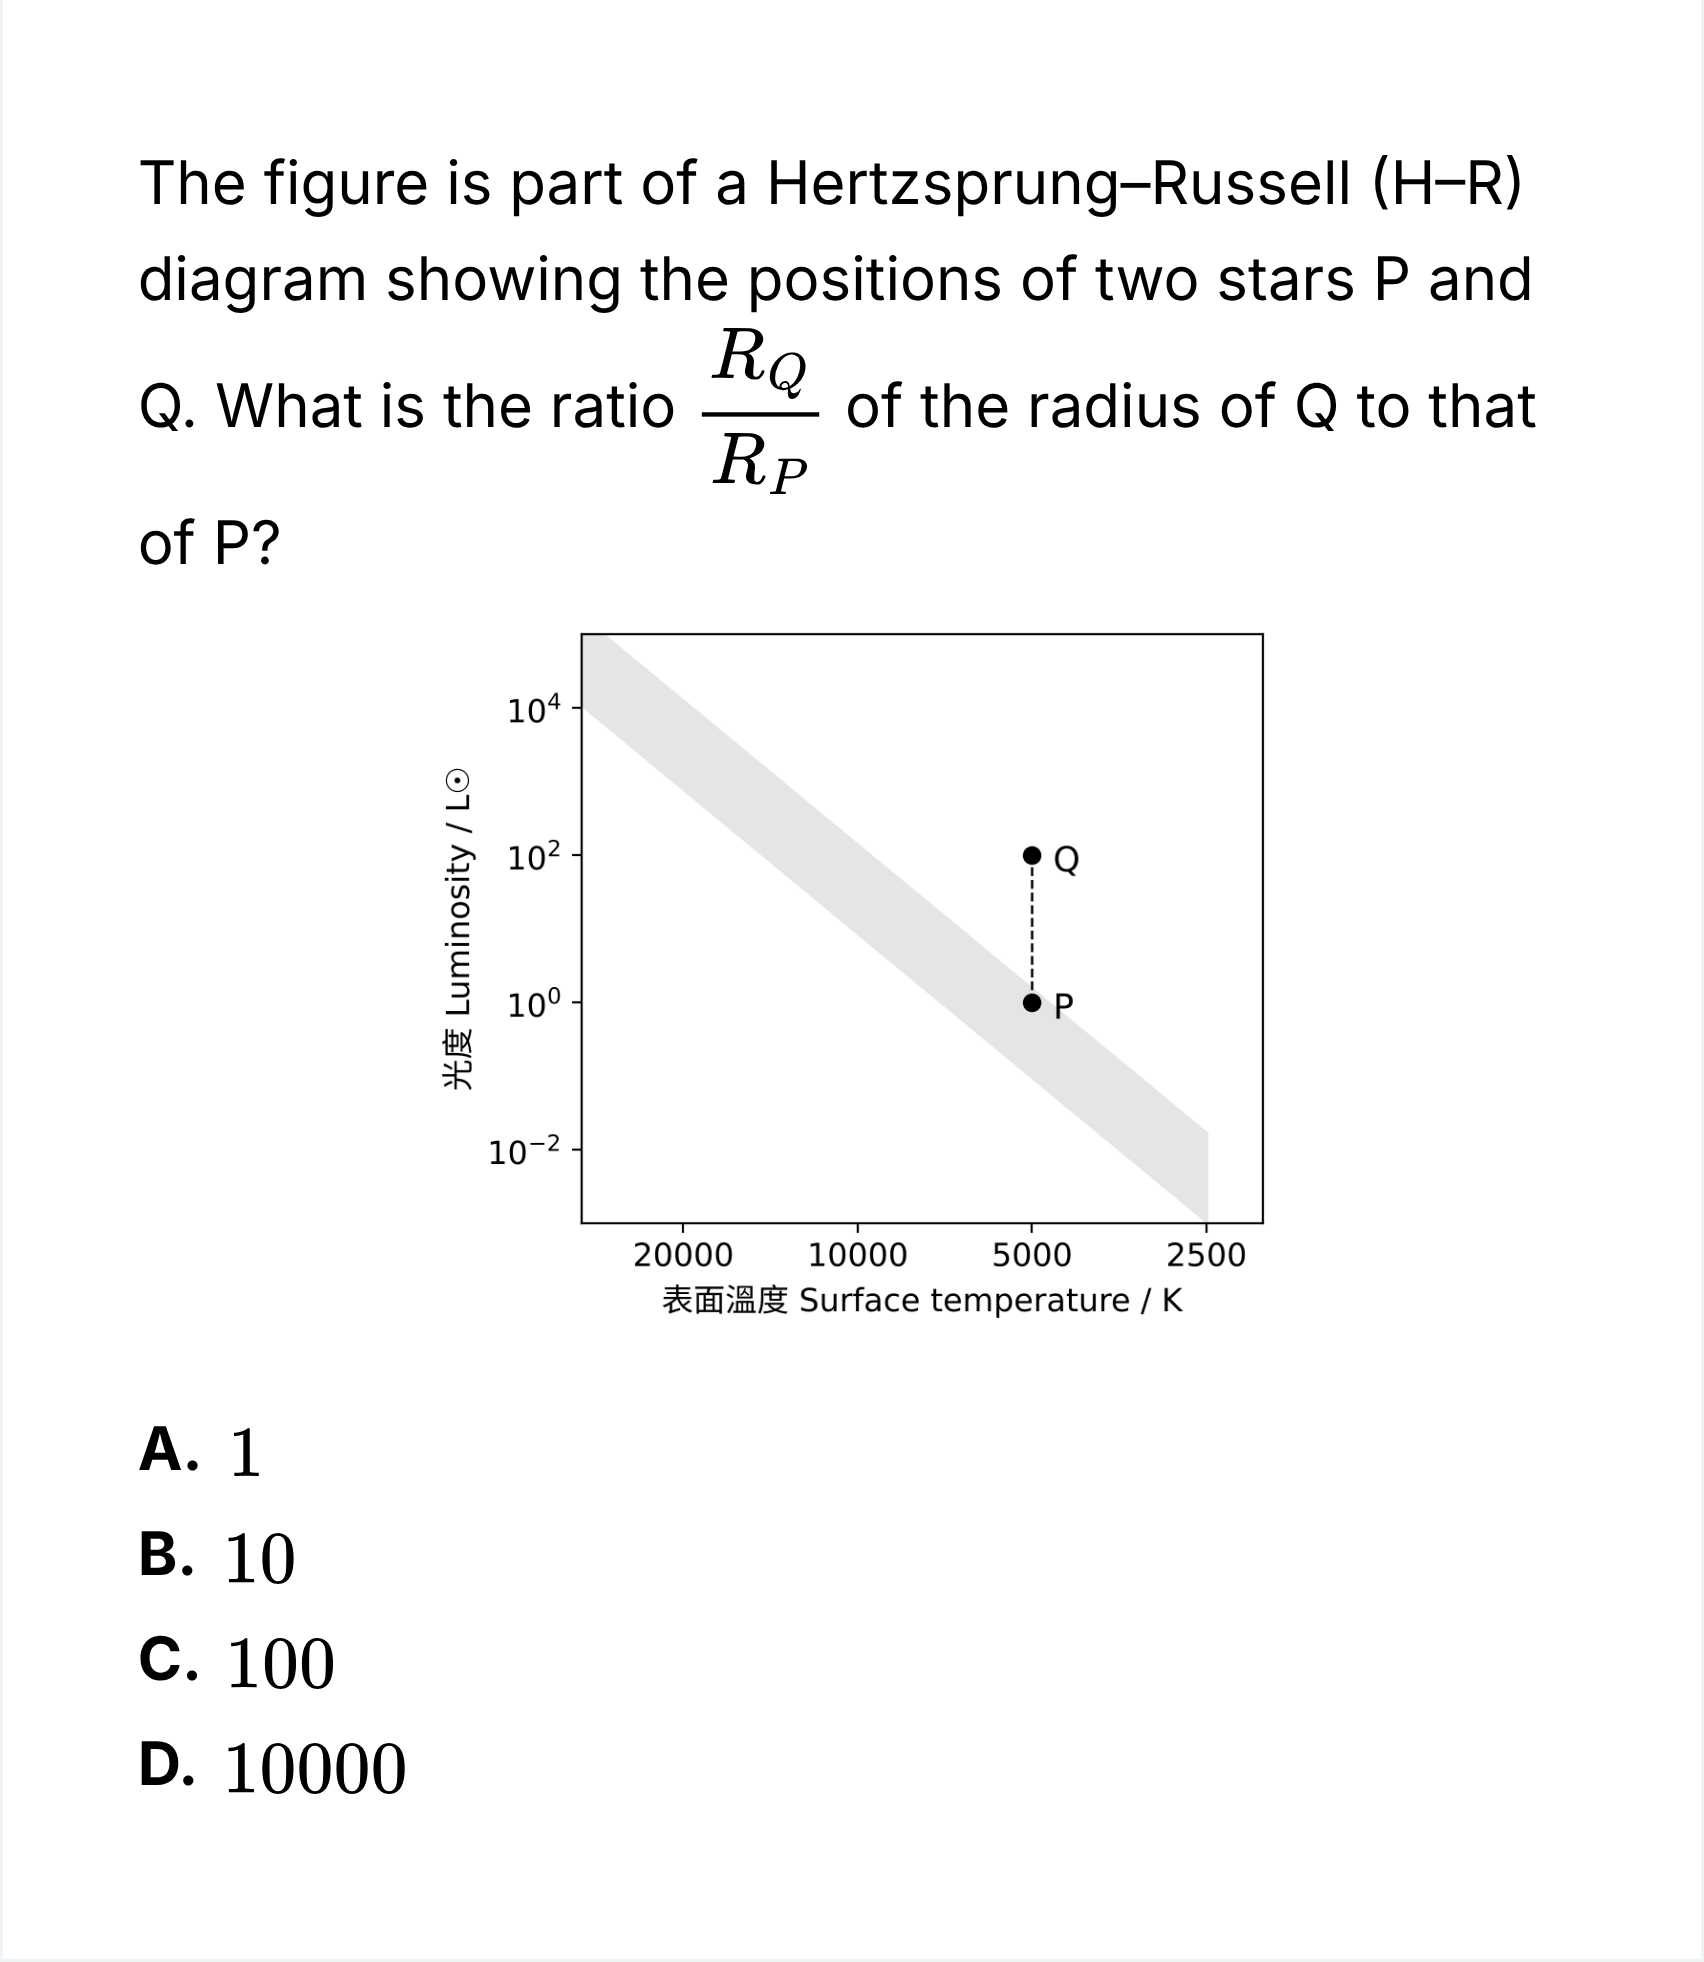 The figure is part of a Hertzsprung–Russell (H–R)
diagram showing the positions of two stars P and
Q. What is the ratio \frac{R_Q}{R_P} of the radius of Q to that
of P?
10^4
10^2
10^0
10^{-2}
光度 Luminosity / L☉
Q
P
20000 10000 5000 2500
表面溫度 Surface temperature / K
A. 1
B. 10
C. 100
D. 10000